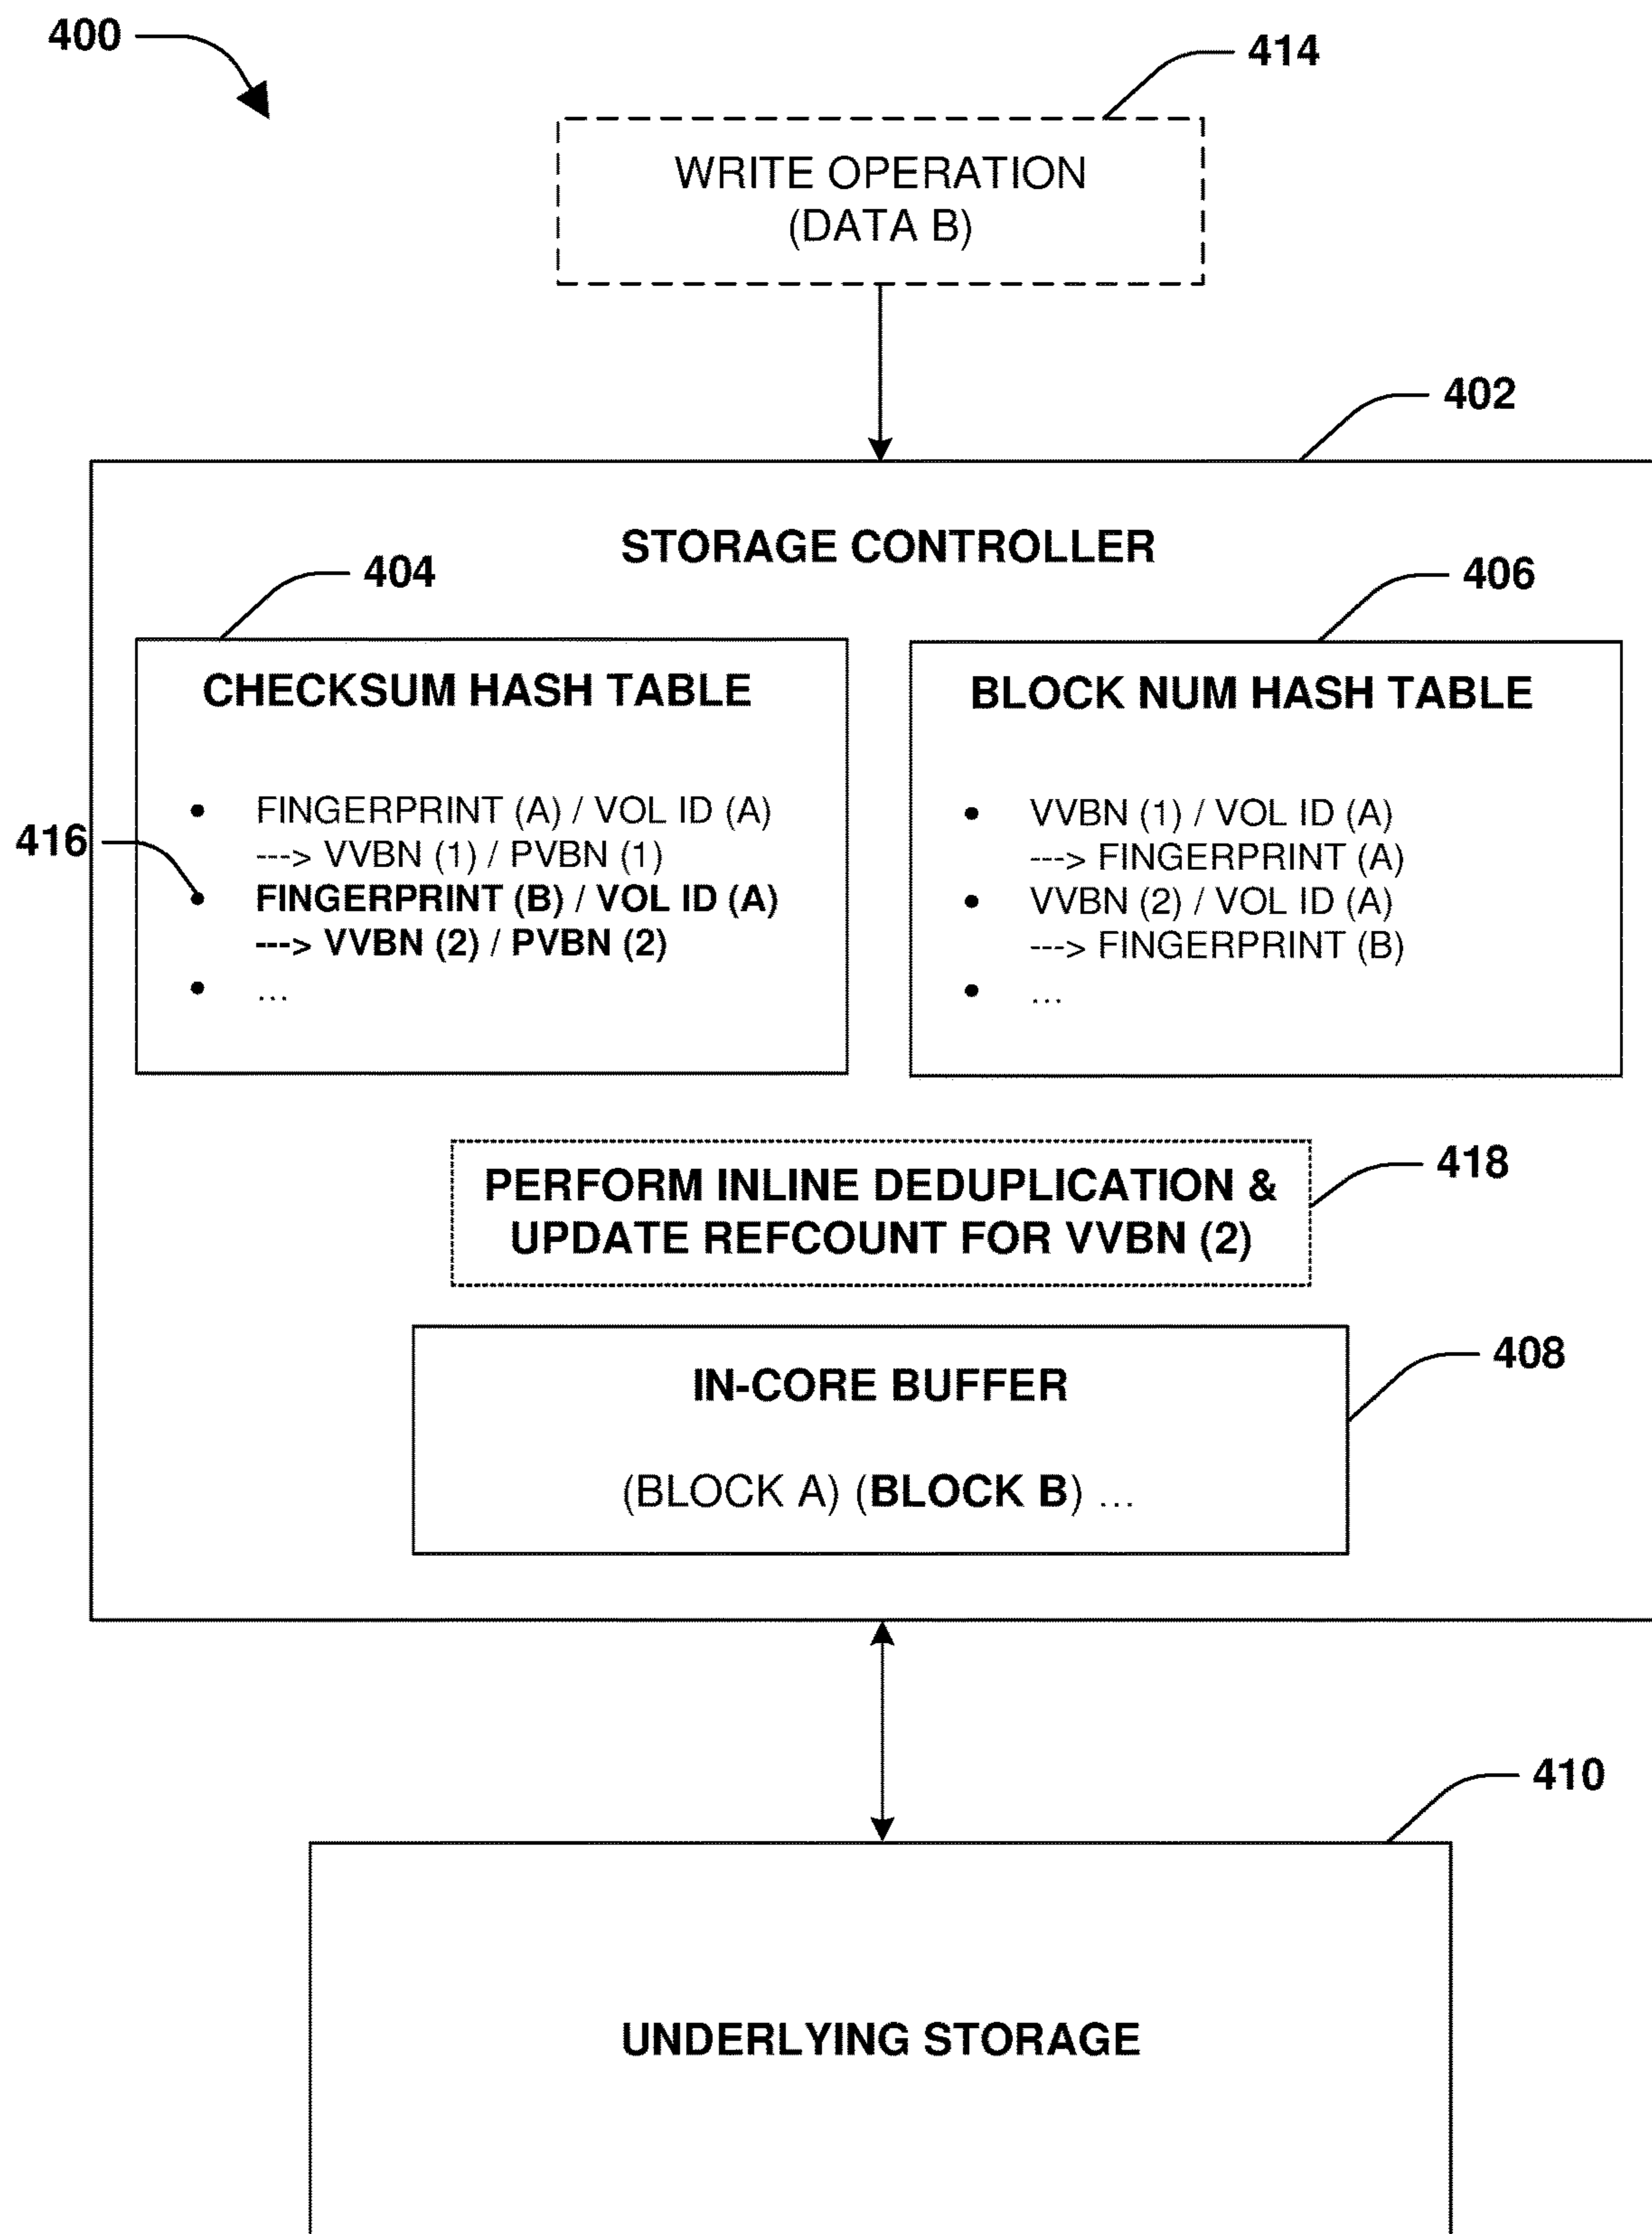 400
414
WRITE OPERATION
(DATA B)
402
STORAGE CONTROLLER
404
406
CHECKSUM HASH TABLE
• FINGERPRINT (A) / VOL ID (A)
---> VVBN (1) / PVBN (1)
416
• FINGERPRINT (B) / VOL ID (A)
---> VVBN (2) / PVBN (2)
• ...
BLOCK NUM HASH TABLE
• VVBN (1) / VOL ID (A)
---> FINGERPRINT (A)
• VVBN (2) / VOL ID (A)
---> FINGERPRINT (B)
• ...
PERFORM INLINE DEDUPLICATION &
UPDATE REFCOUNT FOR VVBN (2)
418
IN-CORE BUFFER
408
(BLOCK A) (BLOCK B) ...
410
UNDERLYING STORAGE